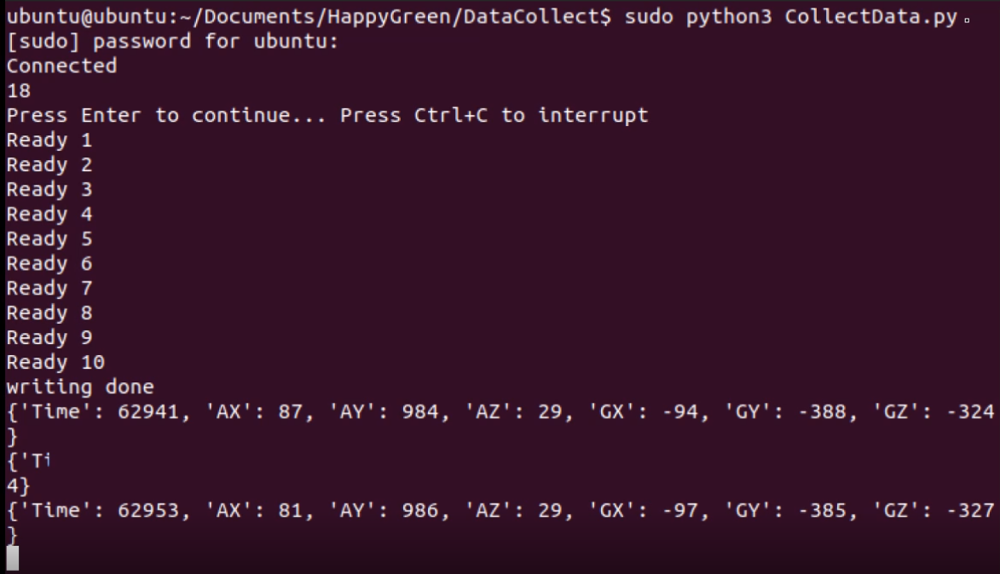 ubuntu@ubuntu:~/Documents/HappyGreen/DataCollect$ sudo python3 CollectData.py
[sudo] password for ubuntu:
Connected
18
Press Enter to continue... Press Ctrl+C to interrupt
Ready 1
Ready 2
Ready 3
Ready 4
Ready 5
Ready 6
Ready 7
Ready 8
Ready 9
Ready 10
writing done
{'Time': 62941, 'AX': 87, 'AY': 984, 'AZ': 29, 'GX': -94, 'GY': -388, 'GZ': -324
}
{'Ti
4}
{'Time': 62953, 'AX': 81, 'AY': 986, 'AZ': 29, 'GX': -97, 'GY': -385, 'GZ': -327
}